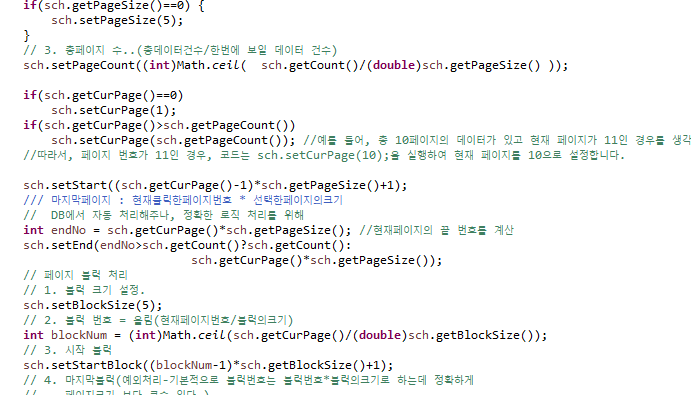 if(sch.getPageSize()==0) {
    sch.setPageSize(5);
}
// 3. 총페이지 수..(총데이터건수/한번에 보일 데이터 건수)
sch.setPageCount((int)Math.ceil(  sch.getCount()/(double)sch.getPageSize() ));
if(sch.getCurPage()==0)
    sch.setCurPage(1);
if(sch.getCurPage()>sch.getPageCount())
    sch.setCurPage(sch.getPageCount()); //예를 들어, 총 10페이지의 데이터가 있고 현재 페이지가 11인 경우를 생각
//따라서, 페이지 번호가 11인 경우, 코드는 sch.setCurPage(10);을 실행하여 현재 페이지를 10으로 설정합니다.
sch.setStart((sch.getCurPage()-1)*sch.getPageSize()+1);
/// 마지막페이지 : 현재클릭한페이지번호 * 선택한페이지의크기
//  DB에서 자동 처리해주나, 정확한 로직 처리를 위해
int endNo = sch.getCurPage()*sch.getPageSize(); //현재페이지의 끝 번호를 계산
sch.setEnd(endNo>sch.getCount()?sch.getCount():
                        sch.getCurPage()*sch.getPageSize());
// 페이지 블럭 처리
// 1. 블럭 크기 설정.
sch.setBlockSize(5);
// 2. 블럭 번호 = 올림(현재페이지번호/블럭의크기)
int blockNum = (int)Math.ceil(sch.getCurPage()/(double)sch.getBlockSize());
// 3. 시작 블럭
sch.setStartBlock((blockNum-1)*sch.getBlockSize()+1);
// 4. 마지막블럭(예외처리-기본적으로 블럭번호는 블럭번호*블럭의크기로 하는데 정확하게